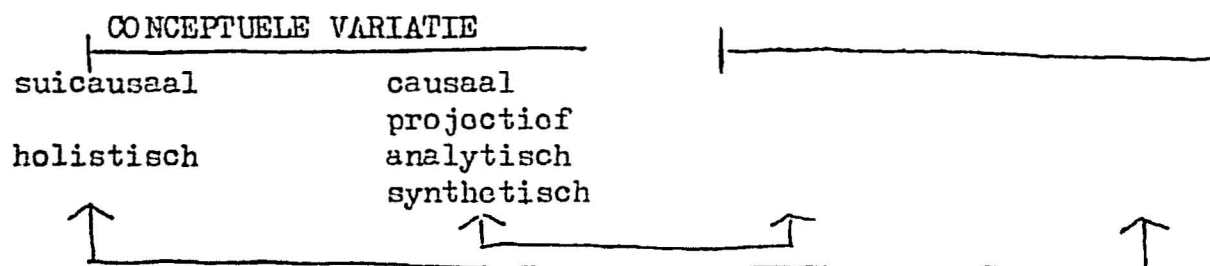 CONCEPTUELE VARIATIE
suicausaal causaal
projectief
holistisch analytisch
synthetisch